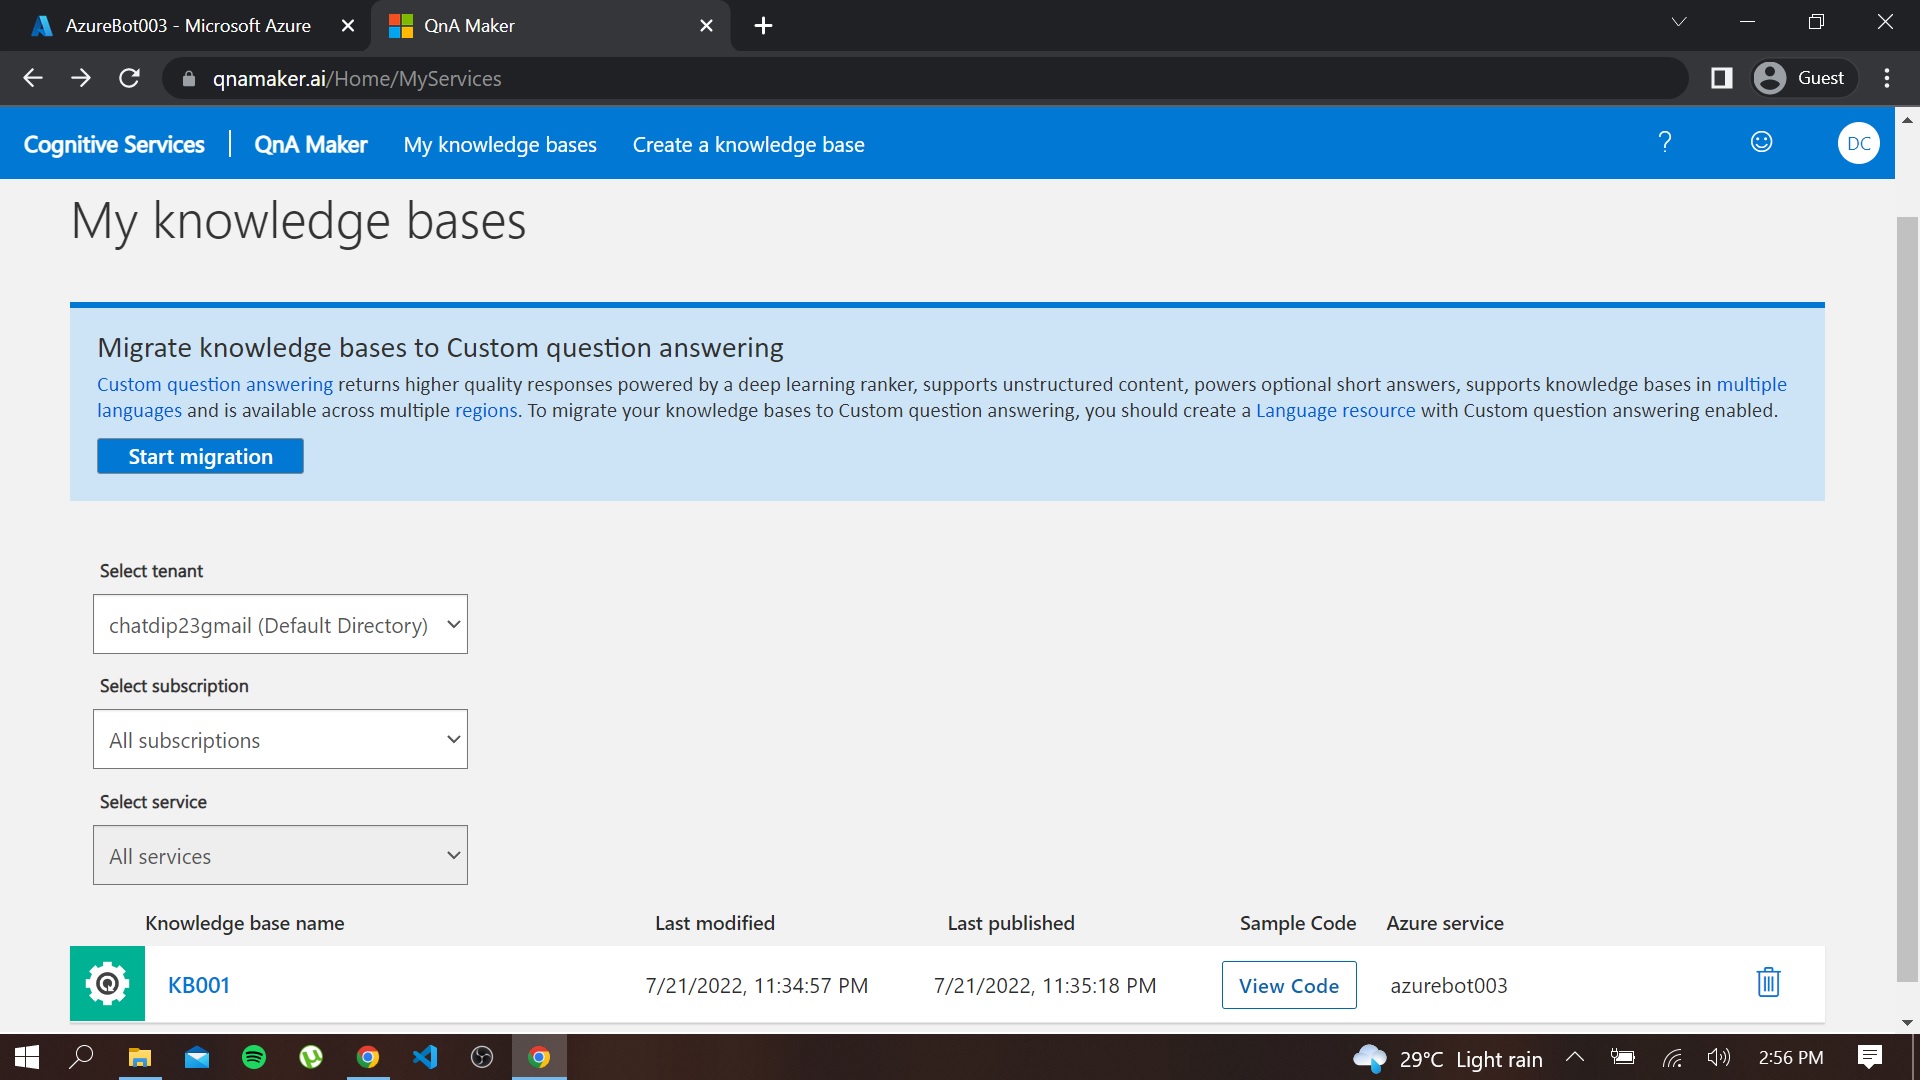 AzureBot003 - Microsoft Azure
QnA Maker
qnamaker.ai/Home/MyServices
Guest
Cognitive Services
QnA Maker
My knowledge bases
Create a knowledge base
?
DC
My knowledge bases
Migrate knowledge bases to Custom question answering
Custom question answering returns higher quality responses powered by a deep learning ranker, supports unstructured content, powers optional short answers, supports knowledge bases in multiple
languages and is available across multiple regions. To migrate your knowledge bases to Custom question answering, you should create a Language resource with Custom question answering enabled.
Start migration
Select tenant
chatdip23gmail (Default Directory)
Select subscription
All subscriptions
Select service
All services
Knowledge base name
Last modified
Last published
Sample Code
Azure service
KB001
7/21/2022, 11:34:57 PM
7/21/2022, 11:35:18 PM
View Code
azurebot003
29°C Light rain
2:56 PM